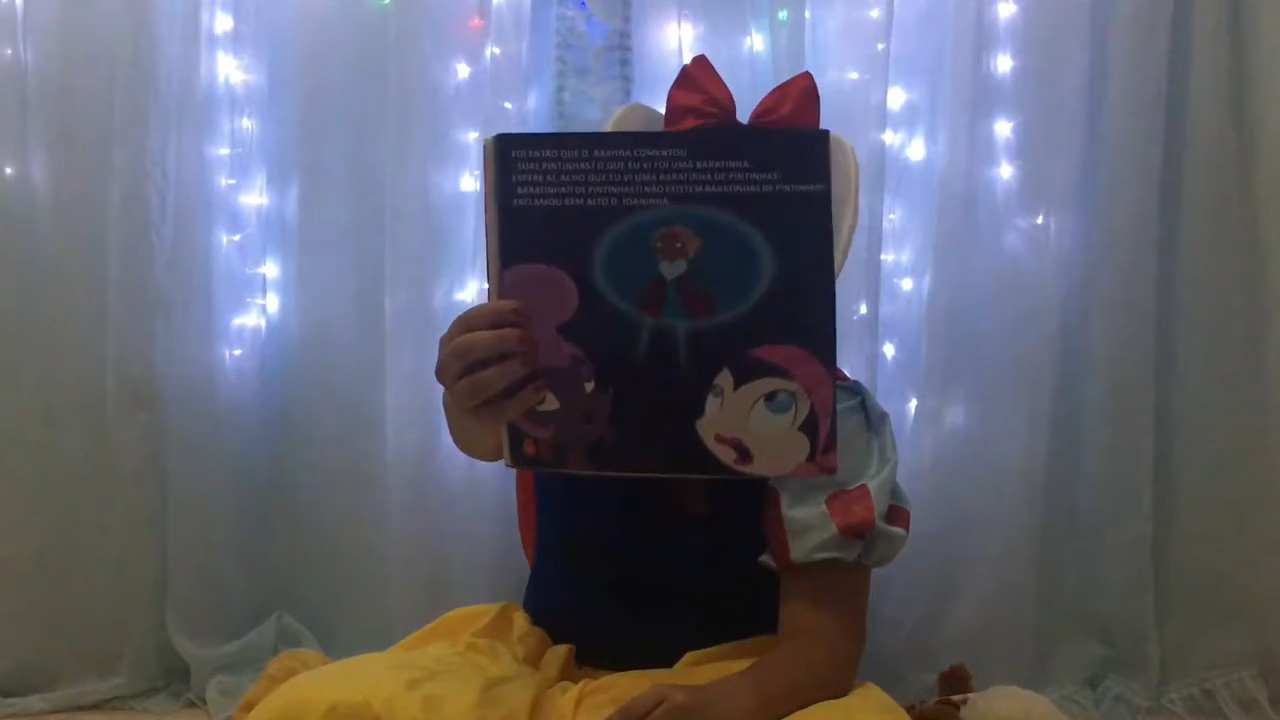 FOI ENTÃO QUE D. ARANHA COMENTOU:
- SUAS PINTINHAS? O QUE EU VI FOI UMA BARATINHA...
ESPERE AÍ, ACHO QUE EU VI UMA BARATINHA DE PINTINHAS!
- BARATINHA?! DE PINTINHAS?! NÃO EXISTEM BARATINHAS DE PINTINHAS!
EXCLAMOU BEM ALTO D. JOANINHA.